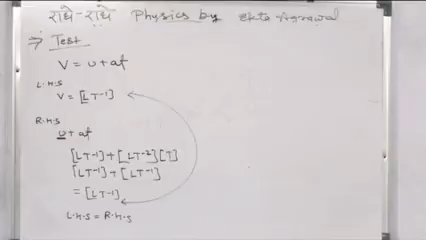 राधे-राधे Physics by Ekta Agrawal
⇒ Test
V = u + at
L.H.S
V = [LT-1]
R.H.S
u + at
[LT-1] + [LT-2][T]
[LT-1] + [LT-1]
= [LT-1]
L.H.S = R.H.S